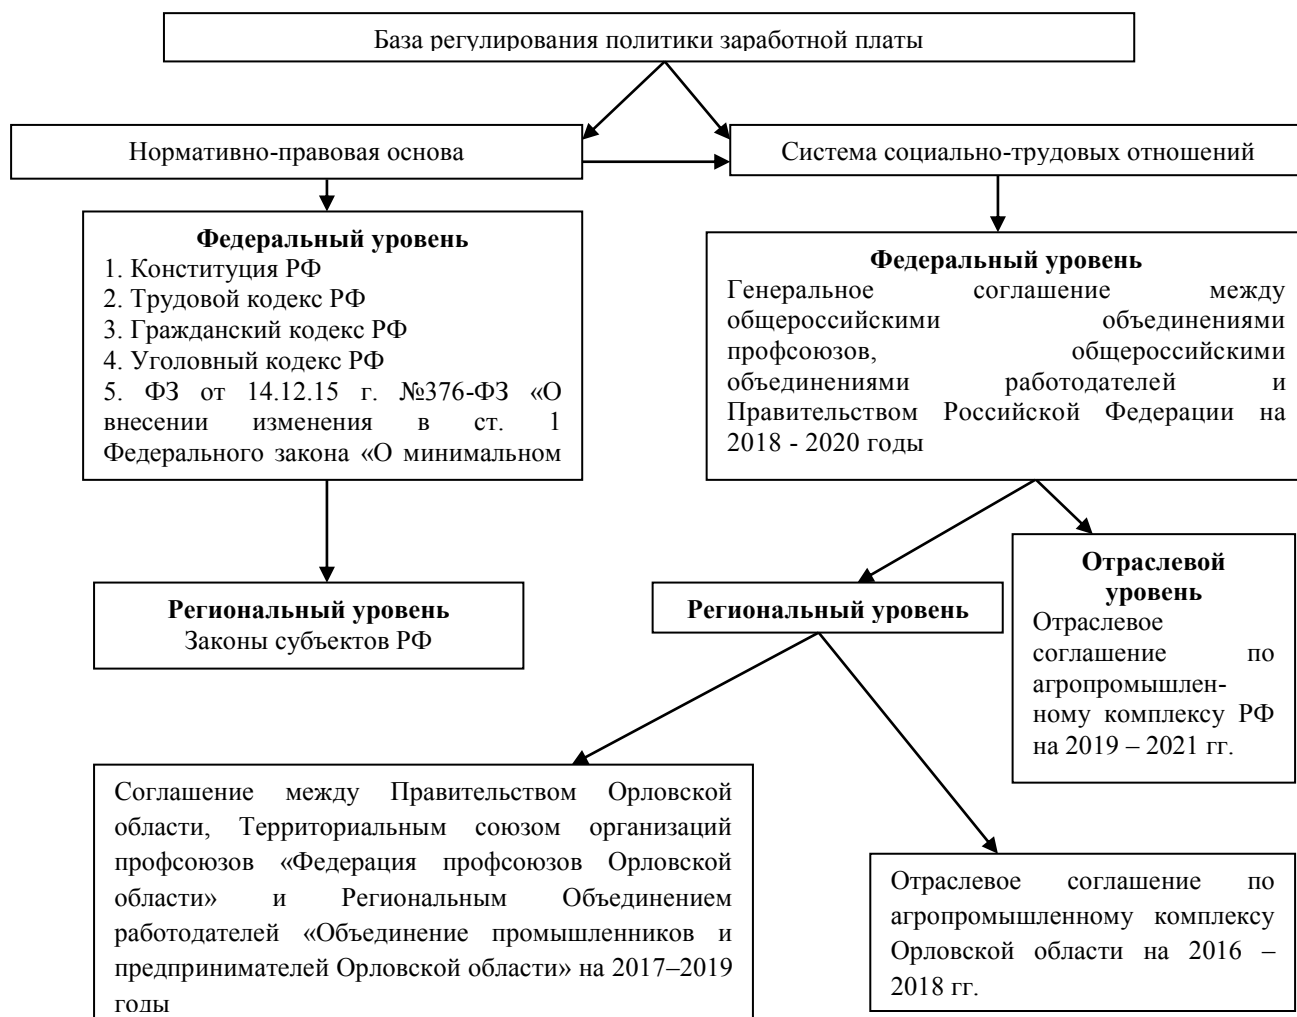 База регулирования политики заработной платы
Нормативно-правовая основа
Система социально-трудовых отношений
Федеральный уровень
1. Конституция РФ
2. Трудовой кодекс РФ
3. Гражданский кодекс РФ
4. Уголовный кодекс РФ
5. ФЗ от 14.12.15 г. №376-ФЗ «О
внесении изменения в ст. 1
Федерального закона «О минимальном
Федеральный уровень
Генеральное соглашение между
общероссийскими объединениями
профсоюзов, общероссийскими
объединениями работодателей и
Правительством Российской Федерации на
2018 - 2020 годы
Региональный уровень
Законы субъектов РФ
Региональный уровень
Отраслевой
уровень
Отраслевое
соглашение по
агропромышлен-
ному комплексу РФ
на 2019 – 2021 гг.
Соглашение между Правительством Орловской
области, Территориальным союзом организаций
профсоюзов «Федерация профсоюзов Орловской
области» и Региональным Объединением
работодателей «Объединение промышленников и
предпринимателей Орловской области» на 2017–2019
годы
Отраслевое соглашение по
агропромышленному комплексу
Орловской области на 2016 –
2018 гг.